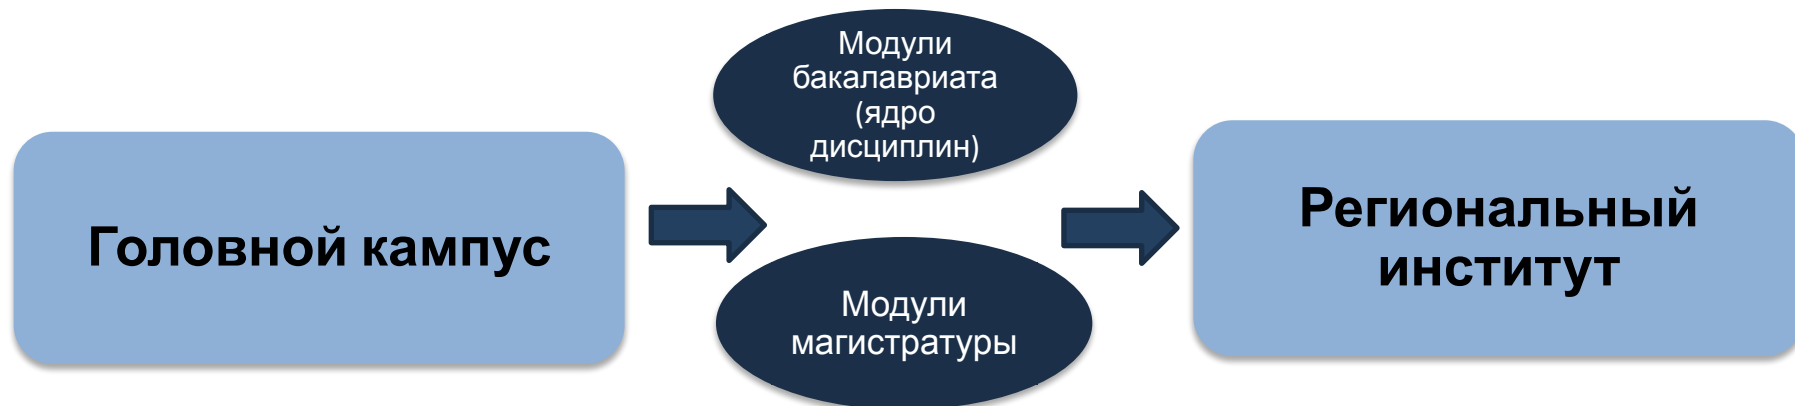 Модули
бакалавриата
(ядро
дисциплин)
Головной кампус
Региональный
институт
Модули
магистратуры